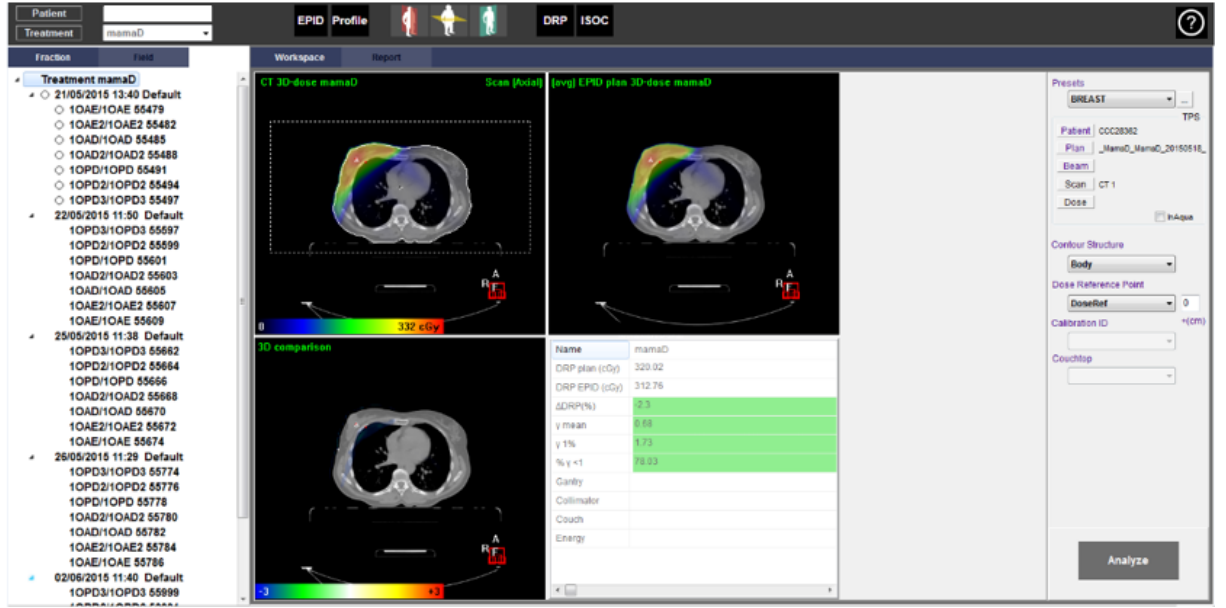 Patient
Treatment mamaD
EPID Profile DRP ISOC
?
Fraction Field
Workspace Report
Treatment mamaD
21/05/2015 13:40 Default
1OAE/1OAE 55479
1OAE2/1OAE2 55482
1OAD/1OAD 55485
1OAD2/1OAD2 55488
1OPD/1OPD 55491
1OPD2/1OPD2 55494
1OPD3/1OPD3 55497
22/05/2015 11:50 Default
1OPD3/1OPD3 55597
1OPD2/1OPD2 55599
1OPD/1OPD 55601
1OAD2/1OAD2 55603
1OAD/1OAD 55605
1OAE2/1OAE2 55607
1OAE/1OAE 55609
25/05/2015 11:38 Default
1OPD3/1OPD3 55662
1OPD2/1OPD2 55664
1OPD/1OPD 55666
1OAD2/1OAD2 55668
1OAD/1OAD 55670
1OAE2/1OAE2 55672
1OAE/1OAE 55674
26/05/2015 11:29 Default
1OPD3/1OPD3 55774
1OPD2/1OPD2 55776
1OPD/1OPD 55778
1OAD2/1OAD2 55780
1OAD/1OAD 55782
1OAE2/1OAE2 55784
1OAE/1OAE 55786
02/06/2015 11:40 Default
1OPD3/1OPD3 55999
CT 3D-dose mamaD Scan (Axial)
A
R
F
0 332 cGy
(avg) EPID plan 3D-dose mamaD
A
R
F
3D comparison
A
R
F
-3 +3
Name mamaD
DRP plan (cGy) 320.02
DRP EPID (cGy) 312.76
ΔDRP(%) -2.3
γ mean 0.68
γ 1% 1.73
% γ <1 78.03
Gantry
Collimator
Couch
Energy
Presets
BREAST ...
TPS
Patient CCC28362
Plan _MamaD_MamaD_20150518_
Beam
Scan CT 1
Dose
InAqua
Contour Structure
Body
Dose Reference Point
DoseRef 0
Calibration ID +(cm)
Couchtop
Analyze